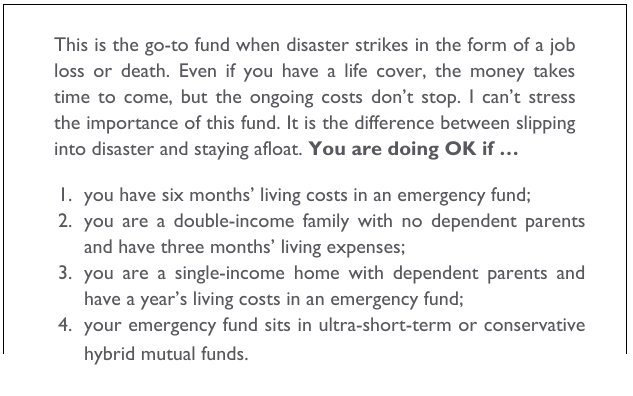 This is the go-to fund when disaster strikes in the form of a job
loss or death. Even if you have a life cover, the money takes
time to come, but the ongoing costs don’t stop. I can’t stress
the importance of this fund. It is the difference between slipping
into disaster and staying afloat. You are doing OK if …
1. you have six months’ living costs in an emergency fund;
2. you are a double-income family with no dependent parents
and have three months’ living expenses;
3. you are a single-income home with dependent parents and
have a year’s living costs in an emergency fund;
4. your emergency fund sits in ultra-short-term or conservative
hybrid mutual funds.